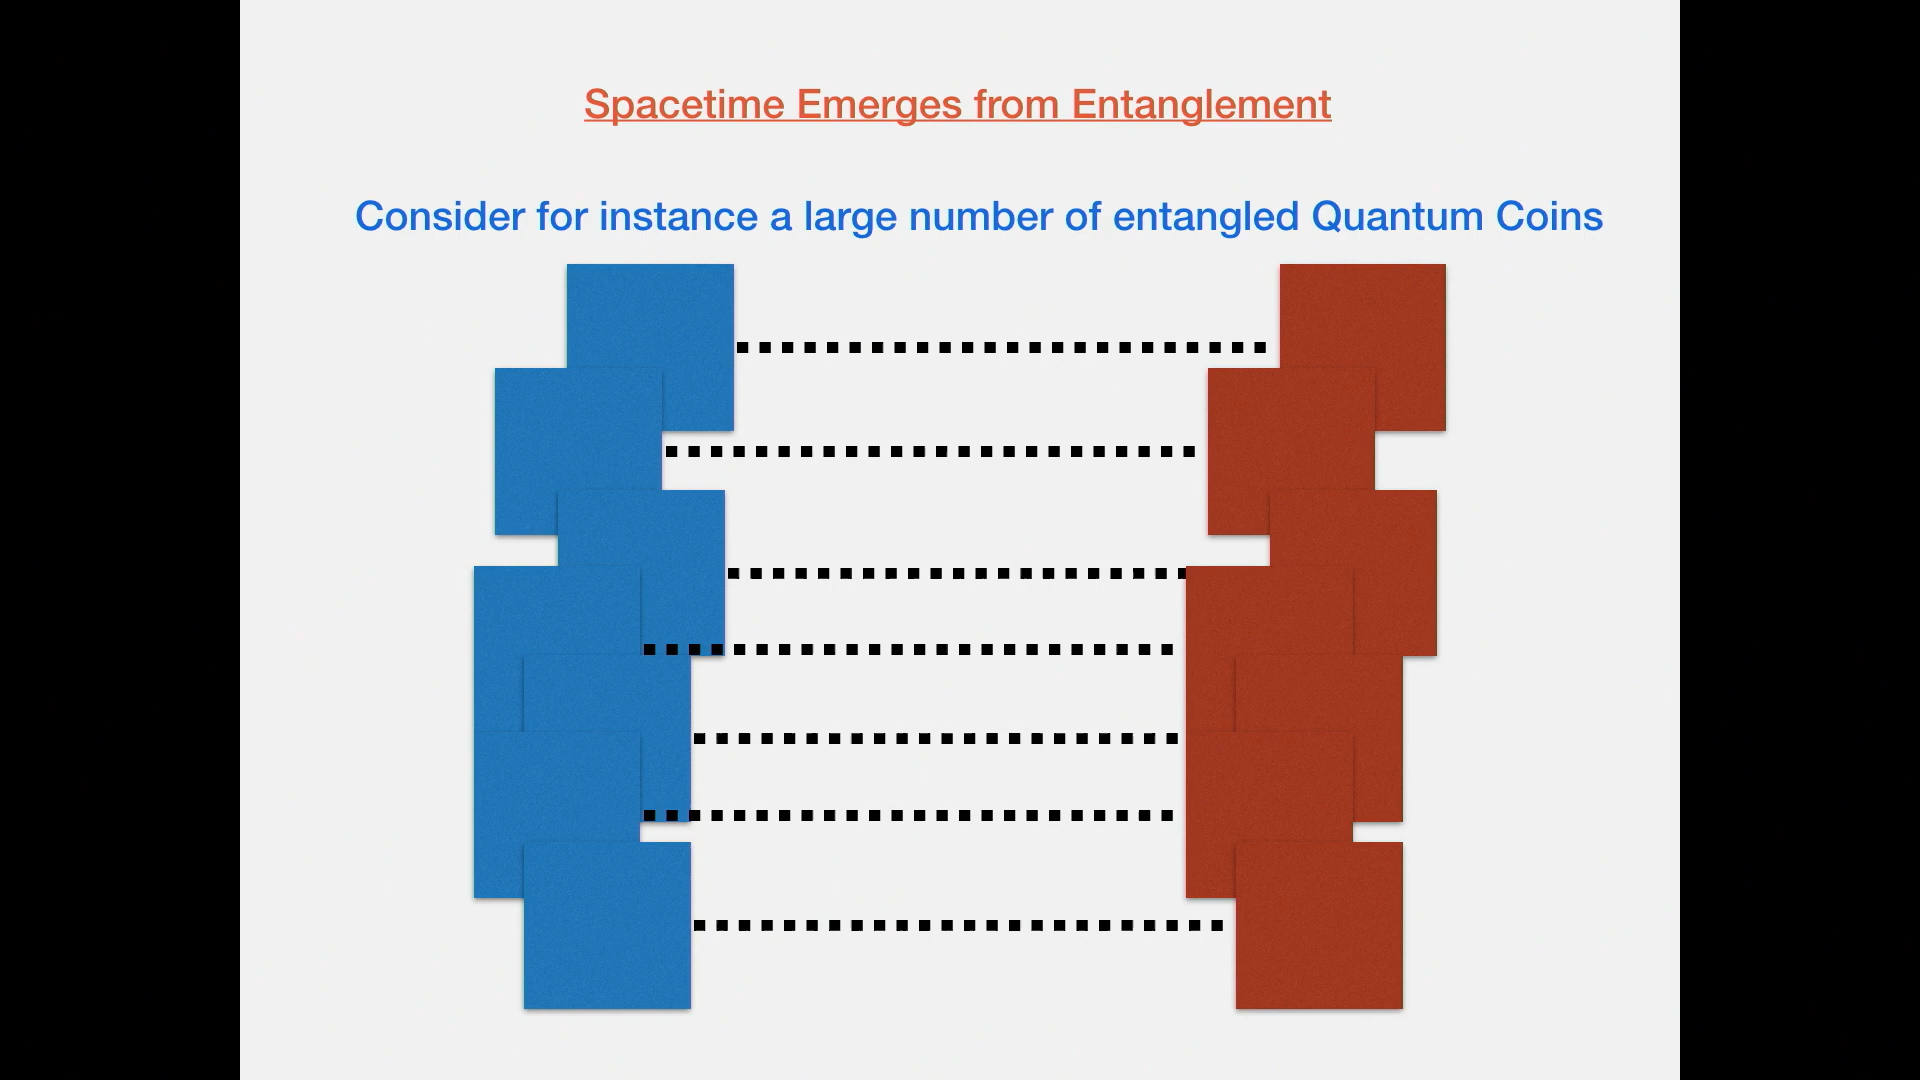 Spacetime Emerges from Entanglement
Consider for instance a large number of entangled Quantum Coins